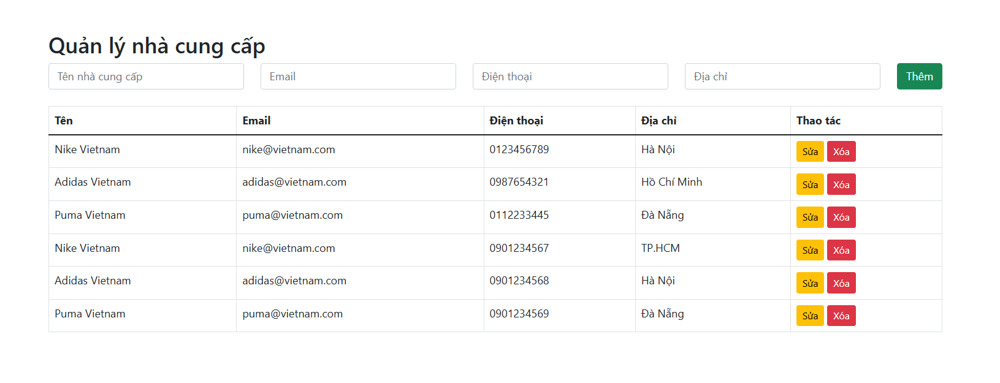 Quản lý nhà cung cấp
Tên nhà cung cấp Email Điện thoại Địa chỉ Thêm
Tên Email Điện thoại Địa chỉ Thao tác
Nike Vietnam nike@vietnam.com 0123456789 Hà Nội Sửa Xóa
Adidas Vietnam adidas@vietnam.com 0987654321 Hồ Chí Minh Sửa Xóa
Puma Vietnam puma@vietnam.com 0112233445 Đà Nẵng Sửa Xóa
Nike Vietnam nike@vietnam.com 0901234567 TP.HCM Sửa Xóa
Adidas Vietnam adidas@vietnam.com 0901234568 Hà Nội Sửa Xóa
Puma Vietnam puma@vietnam.com 0901234569 Đà Nẵng Sửa Xóa